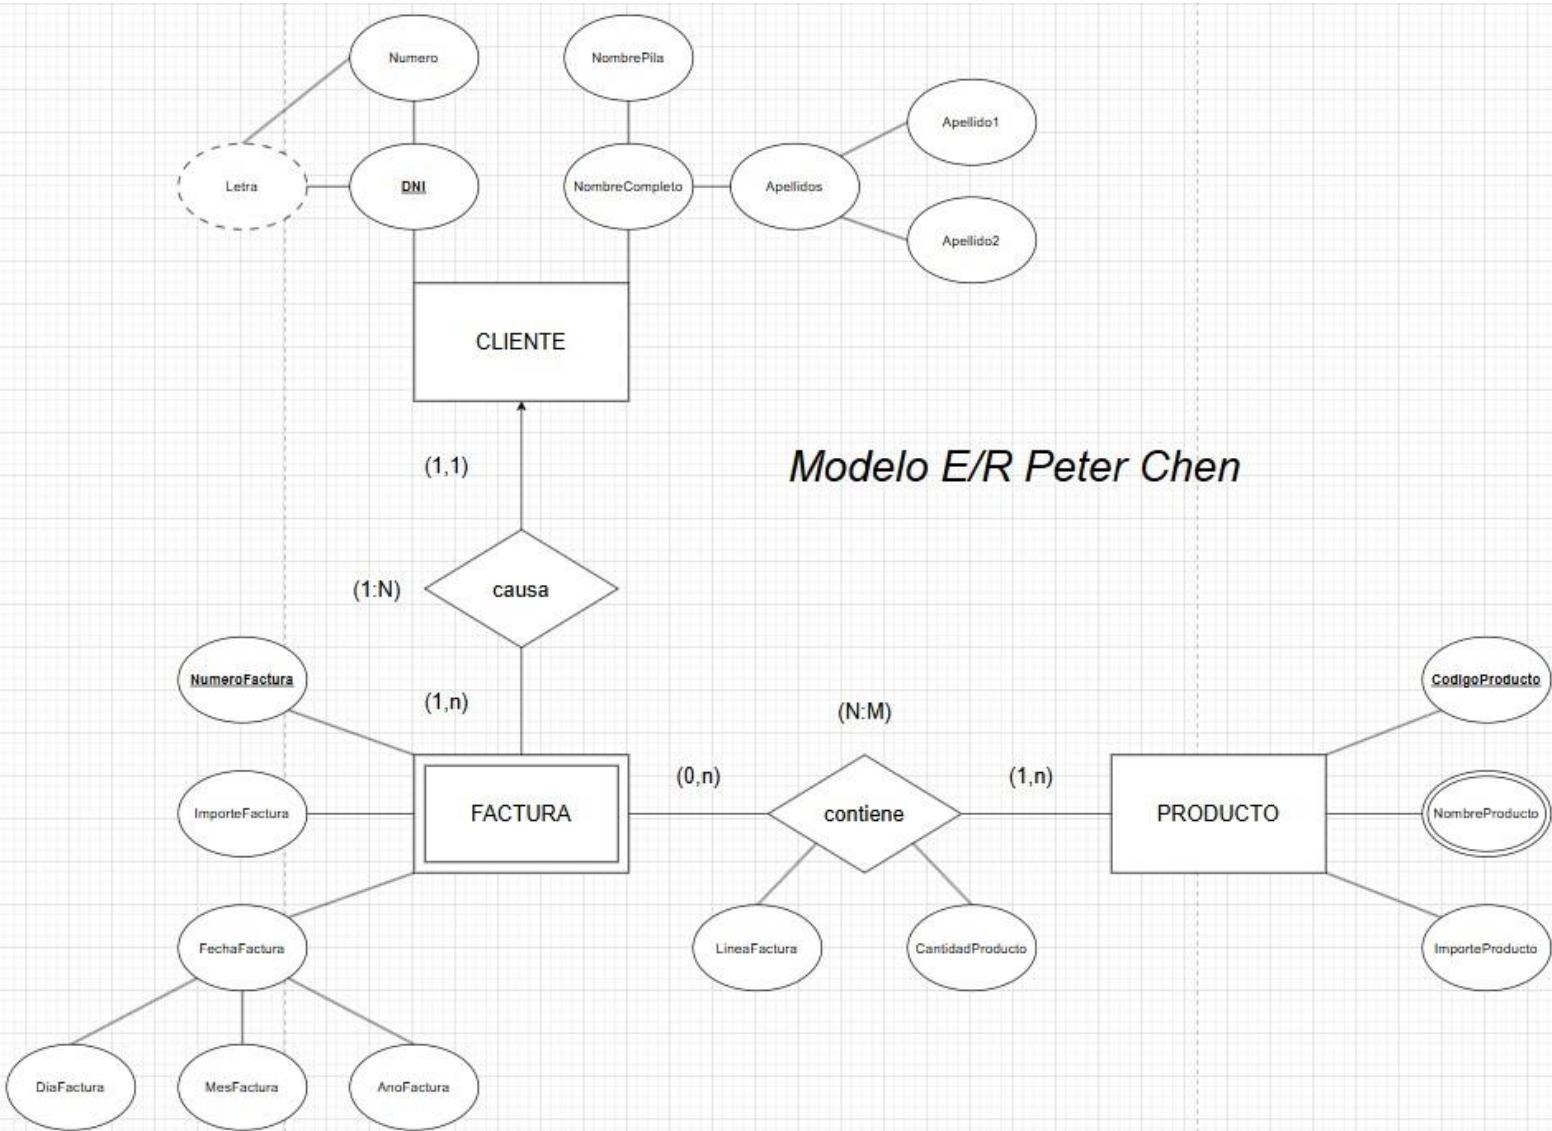 Numero
NombrePila
Apellido1
Letra
DNI
NombreCompleto
Apellidos
Apellido2
CLIENTE
(1,1)
Modelo E/R Peter Chen
(1:N)
causa
NumeroFactura
CodigoProducto
(1,n)
(N:M)
(0,n)
(1,n)
ImporteFactura
FACTURA
contiene
PRODUCTO
NombreProducto
FechaFactura
LineaFactura
CantidadProducto
ImporteProducto
DiaFactura
MesFactura
AnoFactura